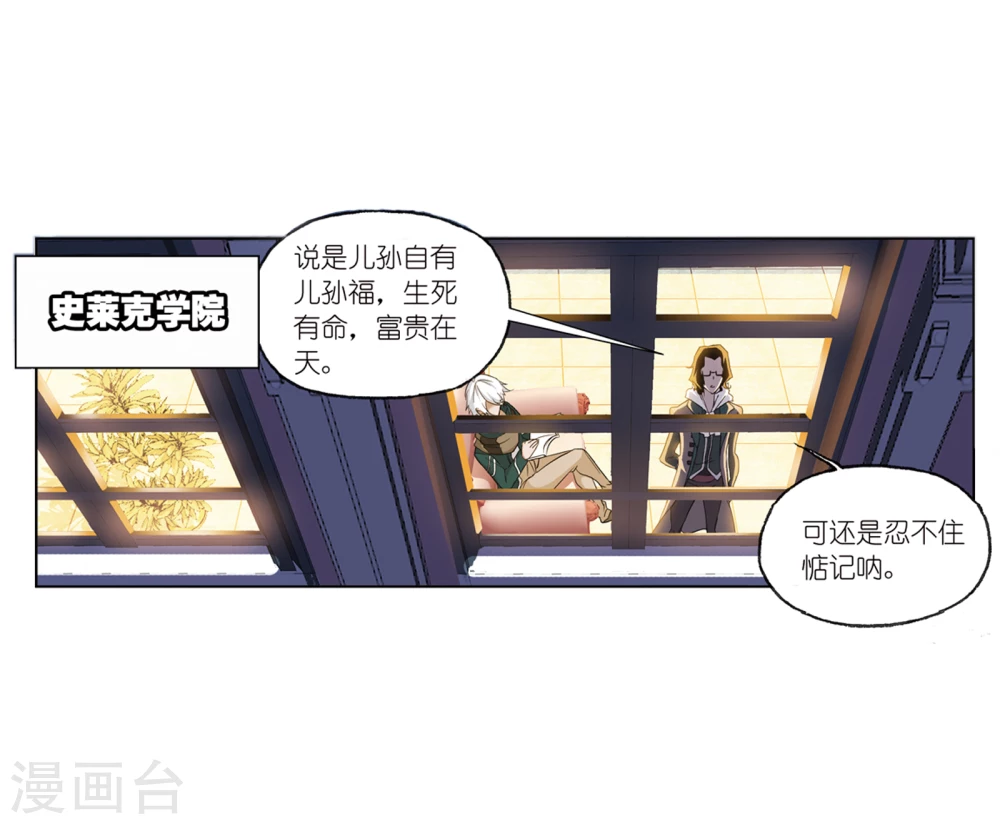 史莱克学院
说是儿孙自有
儿孙福，生死
有命，富贵在
天。
可还是忍不住
惦记呐。
漫画台